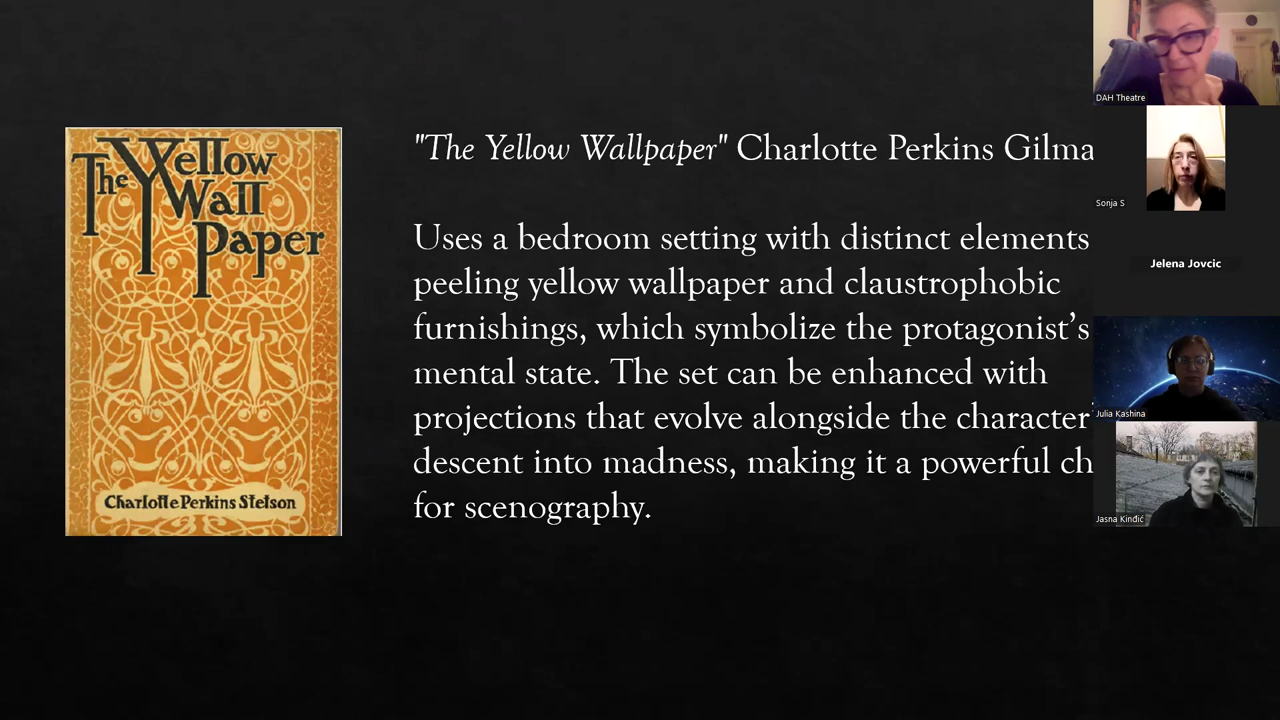 The Yellow
Wall
Paper
Charlotte Perkins Stetson
"The Yellow Wallpaper" Charlotte Perkins Gilma
Uses a bedroom setting with distinct elements
peeling yellow wallpaper and claustrophobic
furnishings, which symbolize the protagonist's
mental state. The set can be enhanced with
projections that evolve alongside the character'
descent into madness, making it a powerful ch
for scenography.
DAH Theatre
Sonja S
Jelena Jovcic
Julia Kashina
Jasna Kinđić